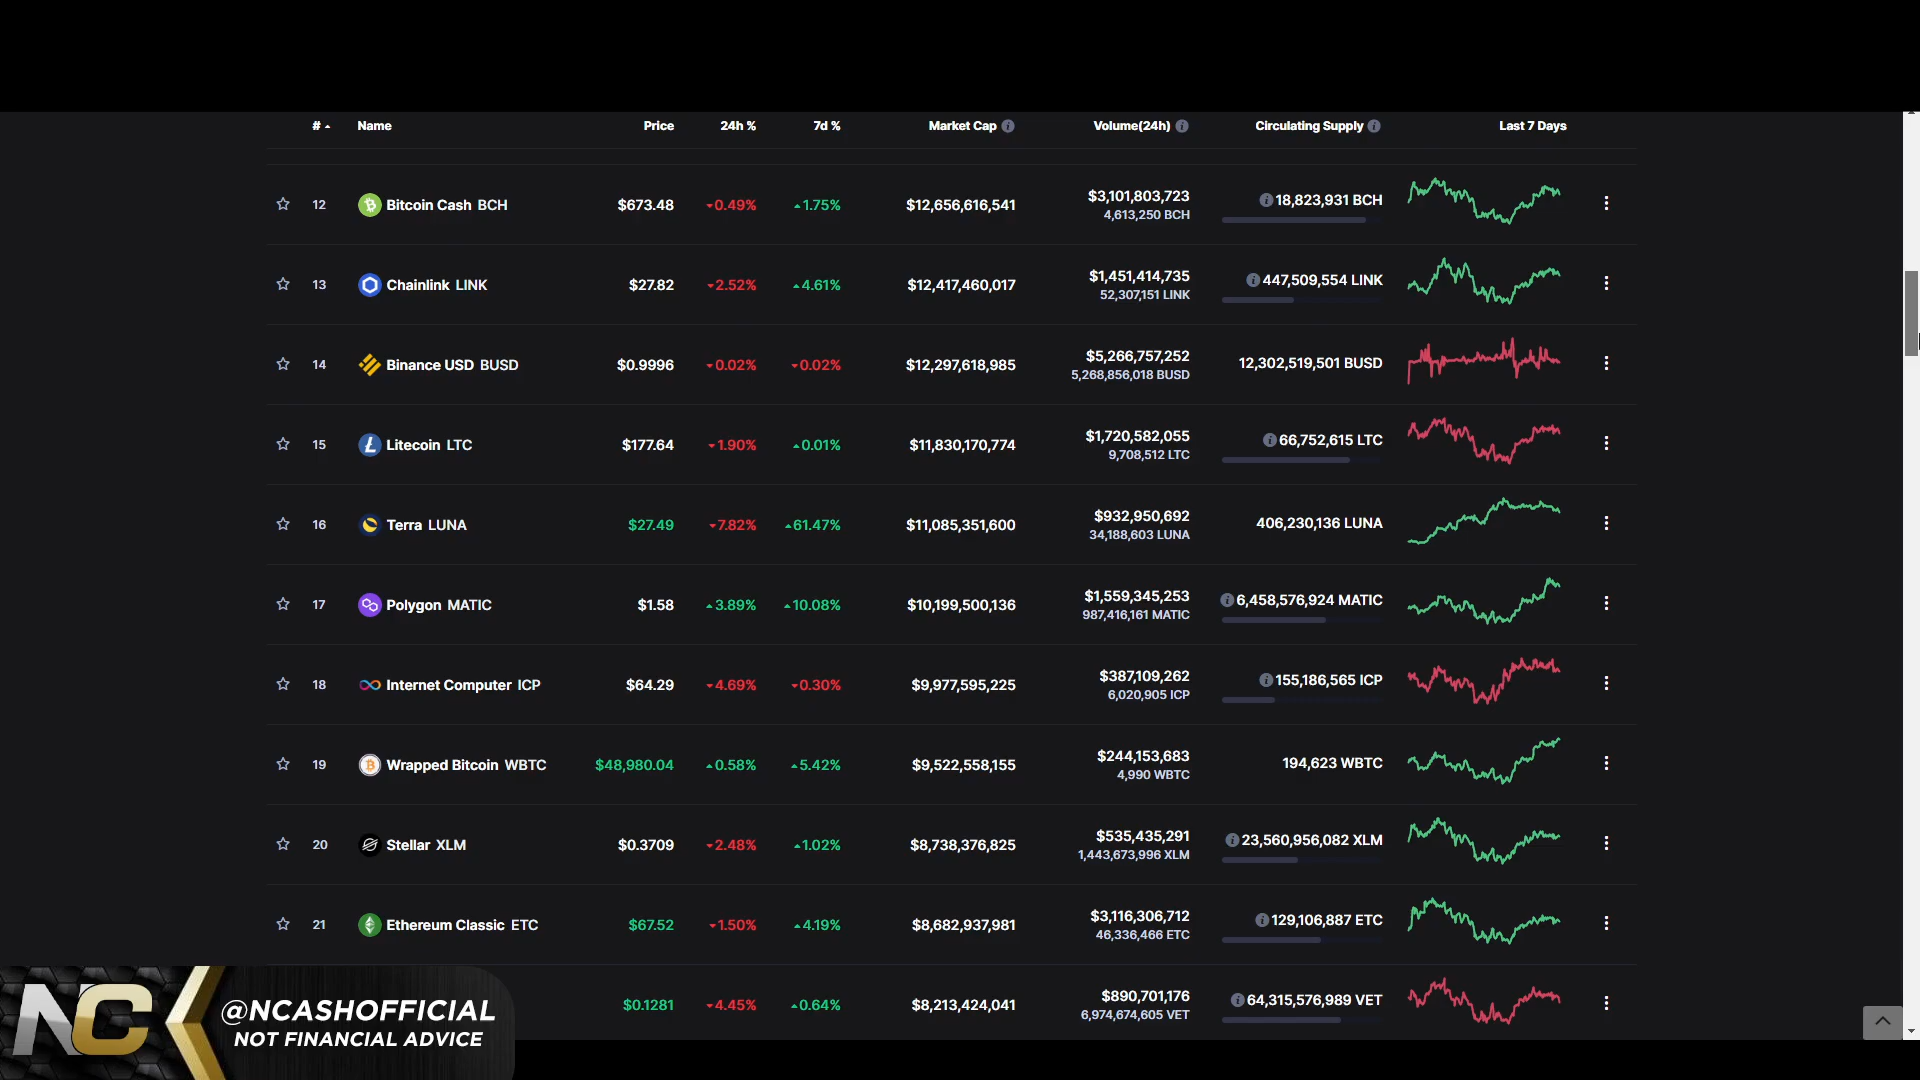 # Name Price 24h % 7d % Market Cap Volume(24h) Circulating Supply Last 7 Days
12 Bitcoin Cash BCH $673.48 0.49% 1.75% $12,656,616,541 $3,101,803,723 18,823,931 BCH
4,613,250 BCH
13 Chainlink LINK $27.82 2.52% 4.61% $12,417,460,017 $1,451,414,735 447,509,554 LINK
52,307,151 LINK
14 Binance USD BUSD $0.9996 0.02% 0.02% $12,297,618,985 $5,266,757,252 12,302,519,501 BUSD
5,268,856,018 BUSD
15 Litecoin LTC $177.64 1.90% 0.01% $11,830,170,774 $1,720,582,055 66,752,615 LTC
9,708,512 LTC
16 Terra LUNA $27.49 7.82% 61.47% $11,085,351,600 $932,950,692 406,230,136 LUNA
34,188,603 LUNA
17 Polygon MATIC $1.58 3.89% 10.08% $10,199,500,136 $1,559,345,253 6,458,576,924 MATIC
987,416,161 MATIC
18 Internet Computer ICP $64.29 4.69% 0.30% $9,977,595,225 $387,109,262 155,186,565 ICP
6,020,905 ICP
19 Wrapped Bitcoin WBTC $48,980.04 0.58% 5.42% $9,522,558,155 $244,153,683 194,623 WBTC
4,990 WBTC
20 Stellar XLM $0.3709 2.48% 1.02% $8,738,376,825 $535,435,291 23,560,956,082 XLM
1,443,673,996 XLM
21 Ethereum Classic ETC $67.52 1.50% 4.19% $8,682,937,981 $3,116,306,712 129,106,887 ETC
46,336,466 ETC
$0.1281 4.45% 0.64% $8,213,424,041 $890,701,176 64,315,576,989 VET
6,974,674,605 VET
NC
@NCASHOFFICIAL
NOT FINANCIAL ADVICE